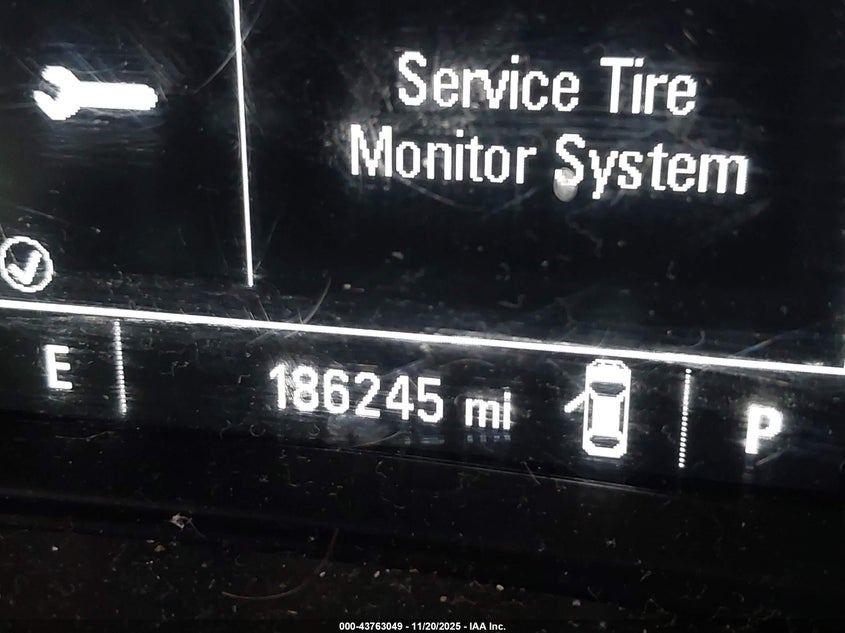 Service Tire
Monitor System
E
186245 mi
P
000-43763049 - 11/20/2025 - IAA Inc.